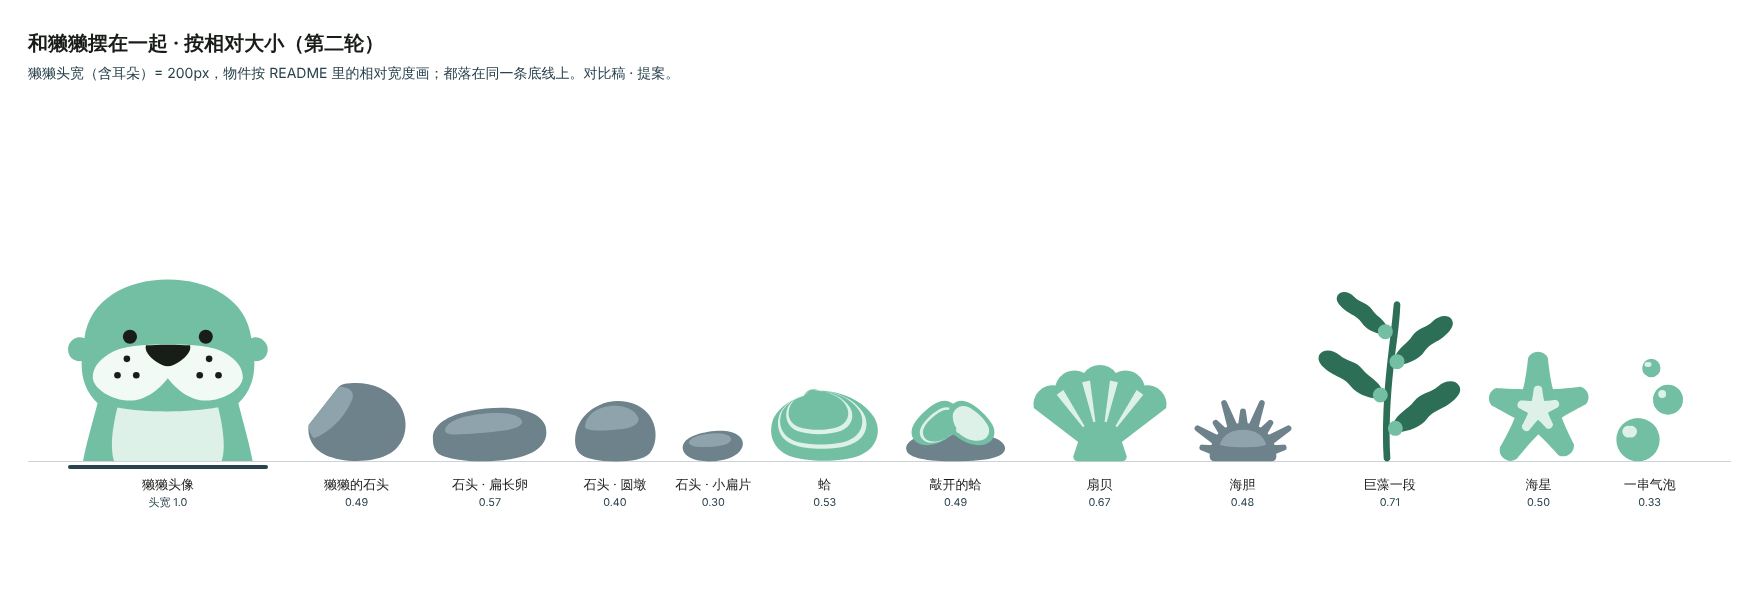 和獭獭摆在一起 · 按相对大小（第二轮）
獭獭头宽（含耳朵）= 200px，物件按 README 里的相对宽度画；都落在同一条底线上。对比稿 · 提案。
獭獭头像 獭獭的石头 石头 · 扁长卵 石头 · 圆墩 石头 · 小扁片 蛤 敲开的蛤 扇贝 海胆 巨藻一段 海星 一串气泡
头宽 1.0 0.49 0.57 0.40 0.30 0.53 0.49 0.67 0.48 0.71 0.50 0.33